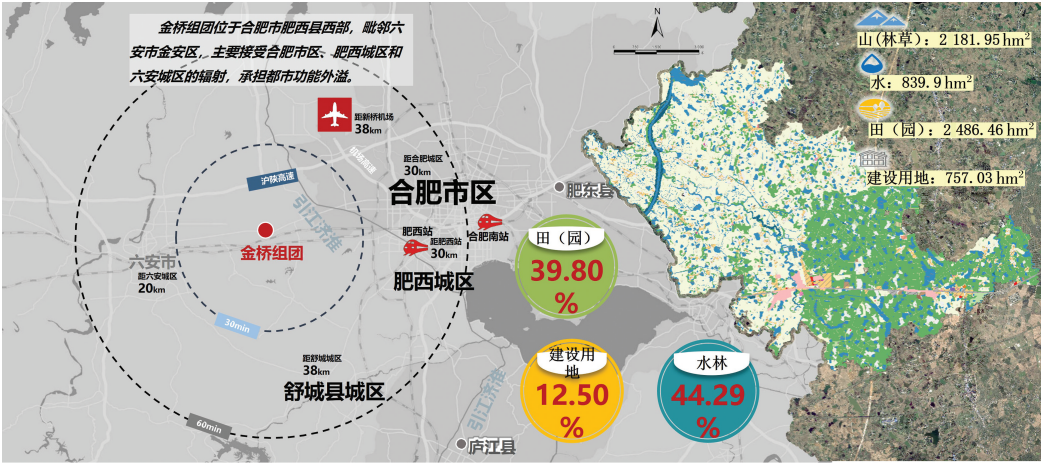 金桥组团位于合肥市肥西县西部，毗邻六
安市金安区，主要接受合肥市区、肥西城区和
六安城区的辐射，承担都市功能外溢。
N
山(林草)：2 181.95 hm²
水：839.9 hm²
田（园）：2 486.46 hm²
建设用地：757.03 hm²
距新桥机场
38km
机场高速
沪陕高速
距合肥城区
30km
合肥市区
肥东县
引江济淮
合肥南站
肥西站
距肥西站
30km
金桥组团
六安市
距六安城区
20km
肥西城区
30min
距舒城城区
38km
舒城县城区
60min
引江济淮
庐江县
田（园）
39.80
%
建设用
地
12.50
%
水林
44.29
%